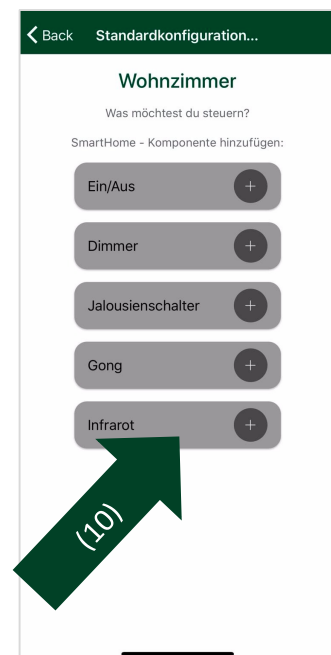 Back Standardkonfiguration...
Wohnzimmer
Was möchtest du steuern?
SmartHome - Komponente hinzufügen:
Ein/Aus
Dimmer
Jalousienschalter
Gong
Infrarot
(10)